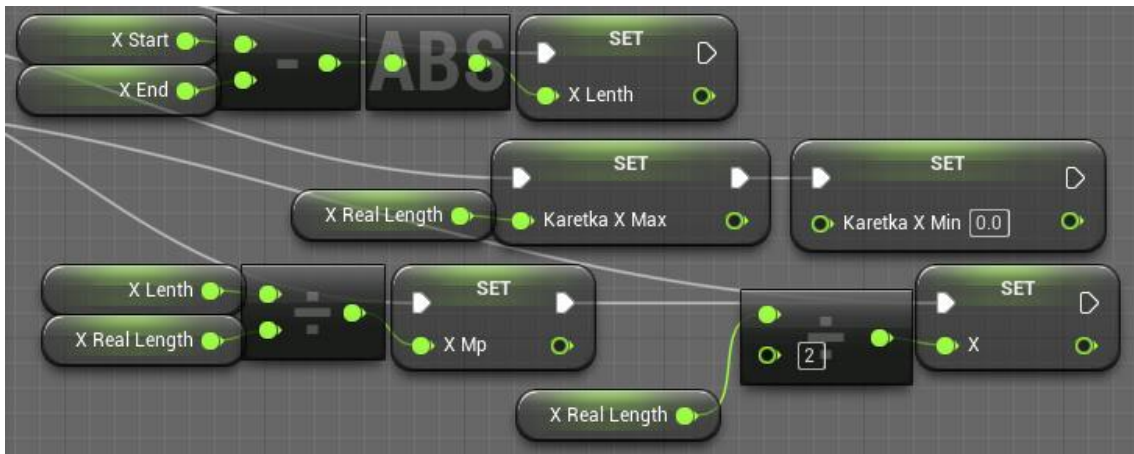 X Start
X End
-
ABS
SET
X Lenth
X Real Length
SET
Karetka X Max
SET
Karetka X Min 0.0
X Lenth
X Real Length
÷
SET
X Mp
X Real Length
÷
2
SET
X